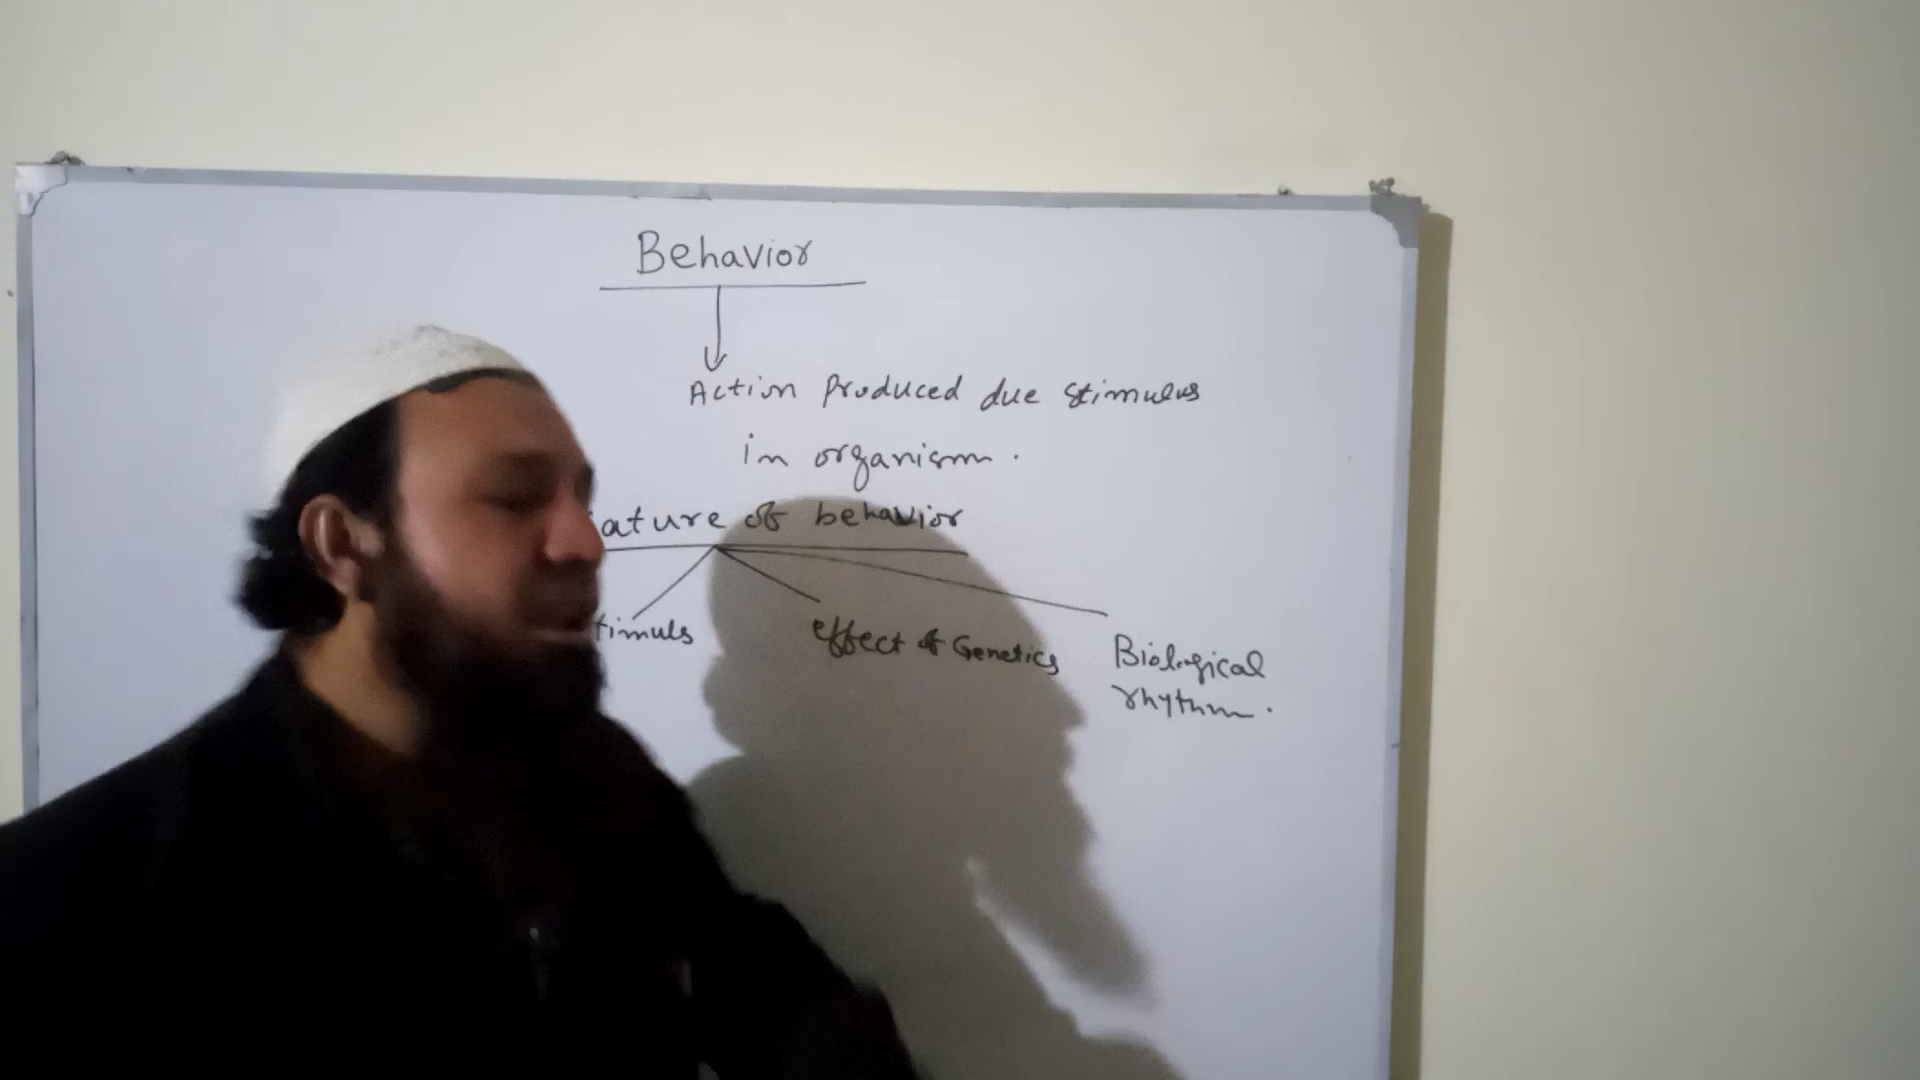 Behavior
Action Produced due stimulus
in organism.
ature of behavior
timuls effect of Genetics Biological
rhythm.